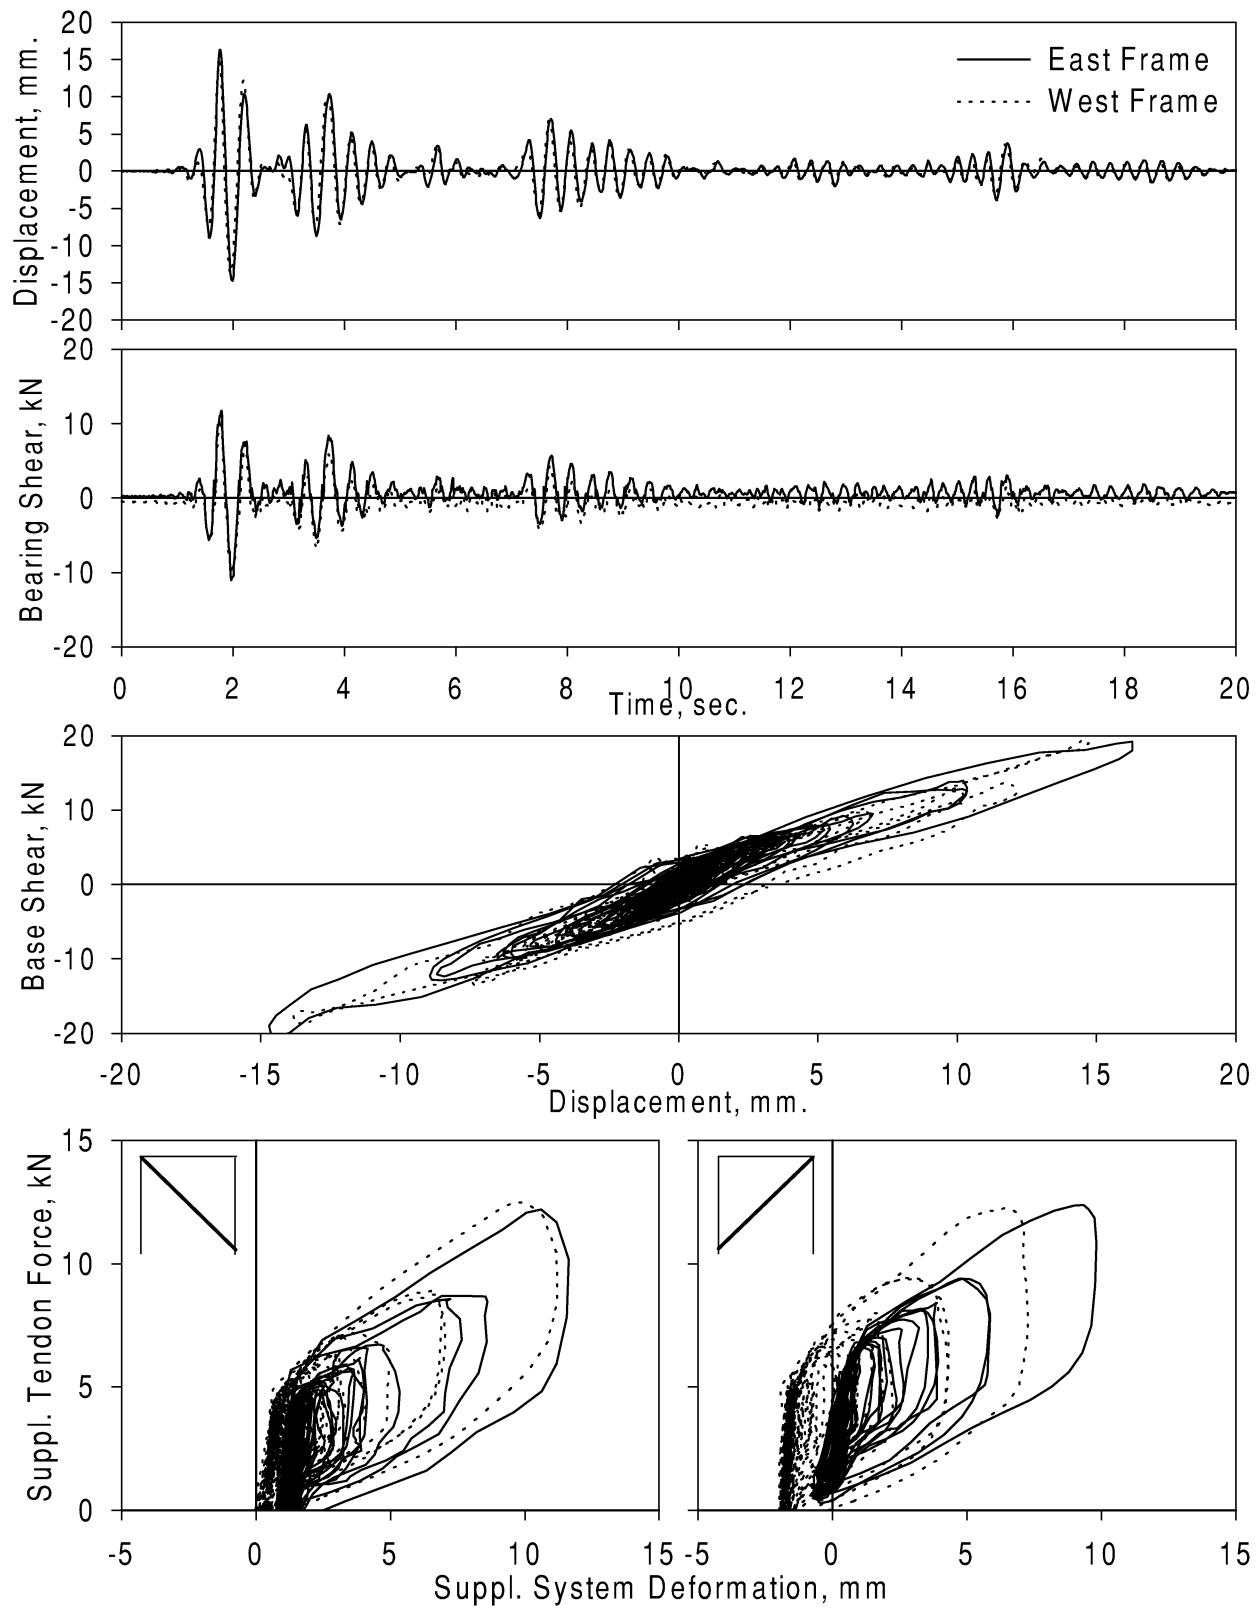 20
15
10
5
0
-5
-10
-15
-20
Displacement, mm.
East Frame
West Frame
20
10
0
-10
-20
Bearing Shear, kN
0 2 4 6 8 10 12 14 16 18 20
Time, sec.
20
10
0
-10
-20
Base Shear, kN
-20 -15 -10 -5 0 5 10 15 20
Displacement, mm.
15
10
5
0
Suppl. Tendon Force, kN
-5 0 5 10 15 -5 0 5 10 15
Suppl. System Deformation, mm